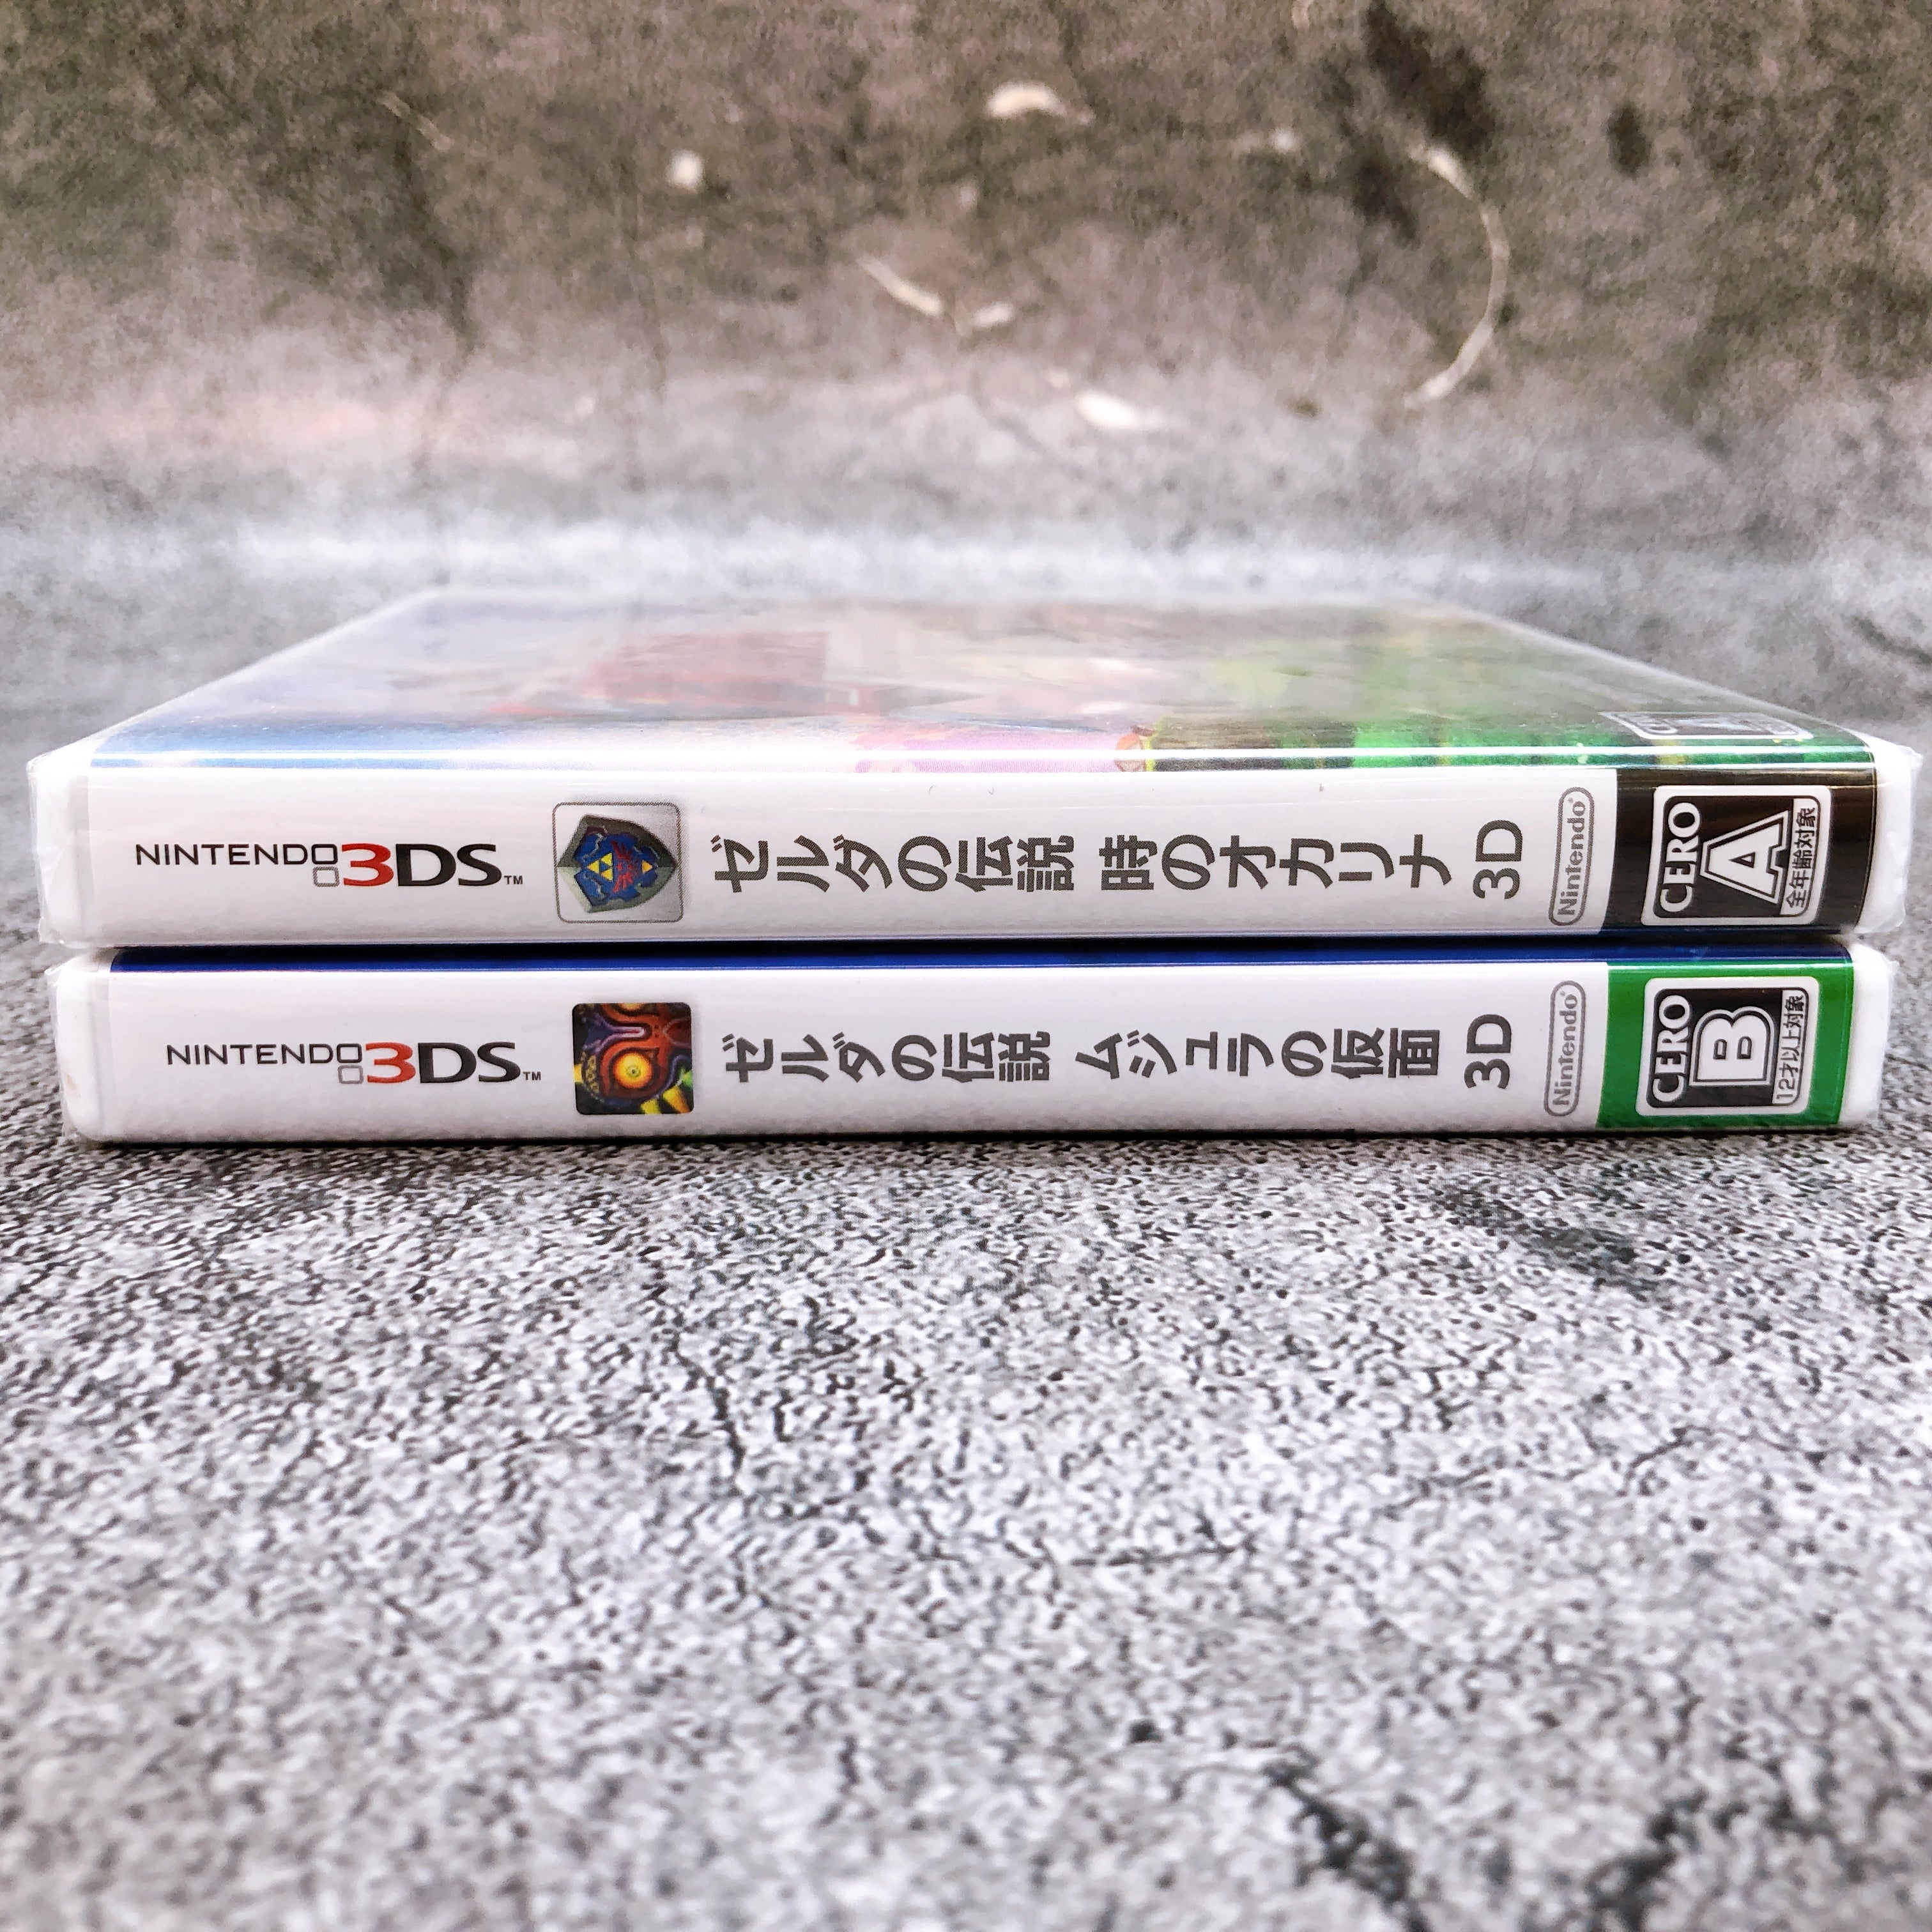 NINTENDO 3DS™ ゼルダの伝説 時のオカリナ 3D Nintendo® CERO A 全年齢対象
NINTENDO 3DS™ ゼルダの伝説 ムジュラの仮面 3D Nintendo® CERO B 12才以上対象